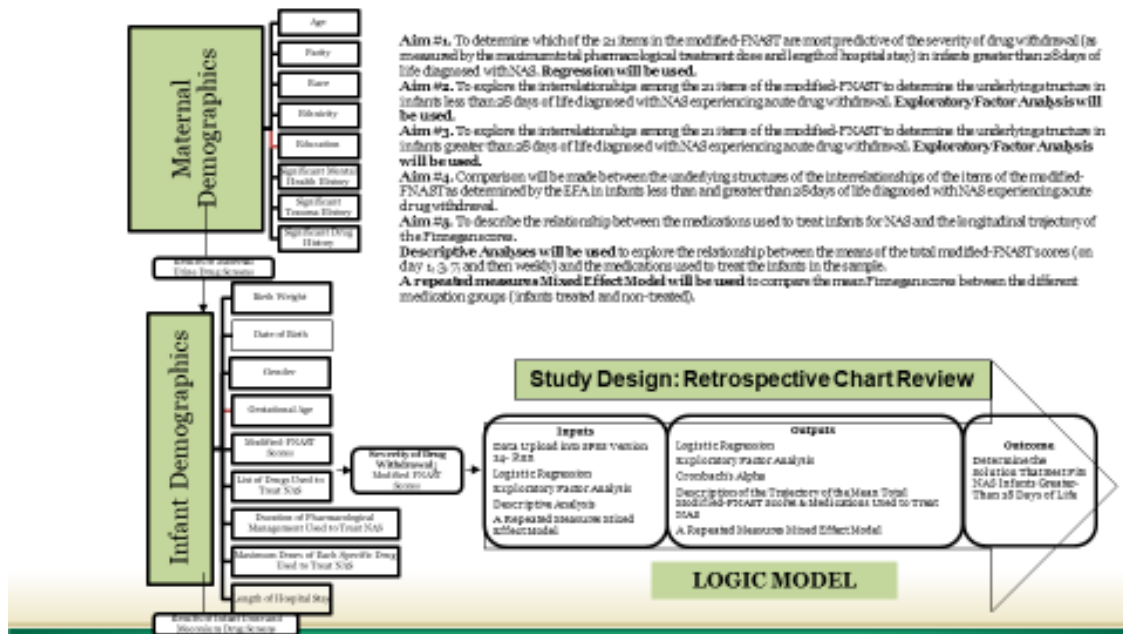 Maternal
Demographics
Age
Parity
Race
Ethnicity
Education
Significant Mental
Health History
Significant
Trauma History
Significant Drug
History
Urine Drug Screens
Aim #1. To determine which of the 21 items in the modified-FNAST are most predictive of the severity of drug withdrawal (as
measured by the maximum total pharmacological treatment dose and length of hospital stay) in infants greater than 28 days of
life diagnosed with NAS. Regression will be used.
Aim #2. To explore the interrelationships among the 21 items of the modified-FNAST to determine the underlying structure in
infants less than 28 days of life diagnosed with NAS experiencing acute drug withdrawal. Exploratory Factor Analysis will
be used.
Aim #3. To explore the interrelationships among the 21 items of the modified-FNAST to determine the underlying structure in
infants greater than 28 days of life diagnosed with NAS experiencing acute drug withdrawal. Exploratory Factor Analysis
will be used.
Aim #4. Comparison will be made between the underlying structures of the interrelationships of the items of the modified-
FNAST as determined by the EFA in infants less than and greater than 28 days of life diagnosed with NAS experiencing acute
drug withdrawal.
Aim #5. To describe the relationship between the medications used to treat infants for NAS and the longitudinal trajectory of
the Finnegan scores.
Descriptive Analyses will be used to explore the relationship between the means of the total modified-FNAST scores (on
day 1, 3, 7, and then weekly) and the medications used to treat the infants in the sample.
A repeated measures Mixed Effect Model will be used to compare the mean Finnegan scores between the different
medication groups (infants treated and non-treated).
Infant Demographics
Birth Weight
Date of Birth
Gender
Gestational Age
Modified-FNAST
Scores
List of Drugs Used to
Treat NAS
Duration of Pharmacological
Management Used to Treat NAS
Maximum Doses of Each Specific Drug
Used to Treat NAS
Length of Hospital Stay
Results of Infant Urine and
Meconium Drug Screens
Severity of Drug
Withdrawal;
Modified FNAST
Scores
Study Design: Retrospective Chart Review
Inputs
Data Upload into SPSS Version
24- Run
Logistic Regression
Exploratory Factor Analysis
Descriptive Analysis
A Repeated Measures Mixed
Effect Model
Outputs
Logistic Regression
Exploratory Factor Analysis
Cronbach's Alpha
Description of the Trajectory of the Mean Total
Modified-FNAST Scores & Medications Used to Treat
NAS
A Repeated Measures Mixed Effect Model
Outcome
Determine the
Solution That Best Fits
NAS Infants Greater-
Than 28 Days of Life
LOGIC MODEL